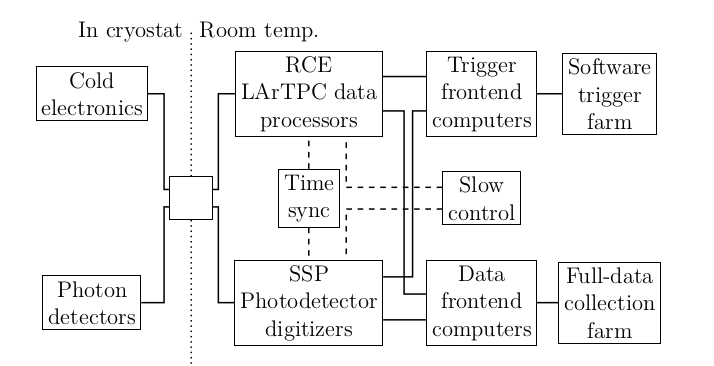 In cryostat
Room temp.
Cold
electronics
RCE
LArTPC data
processors
Trigger
frontend
computers
Software
trigger
farm
Time
sync
Slow
control
Photon
detectors
SSP
Photodetector
digitizers
Data
frontend
computers
Full-data
collection
farm